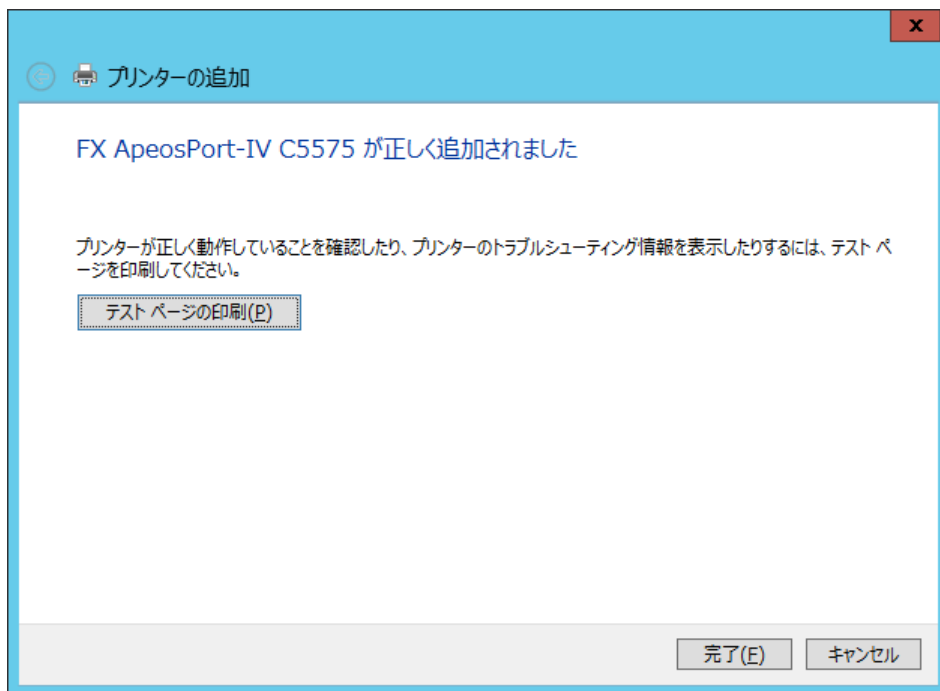 プリンターの追加
FX ApeosPort-IV C5575 が正しく追加されました
プリンターが正しく動作していることを確認したり、プリンターのトラブルシューティング情報を表示したりするには、テスト ペ
ージを印刷してください。
テスト ページの印刷(P)
完了(F)
キャンセル